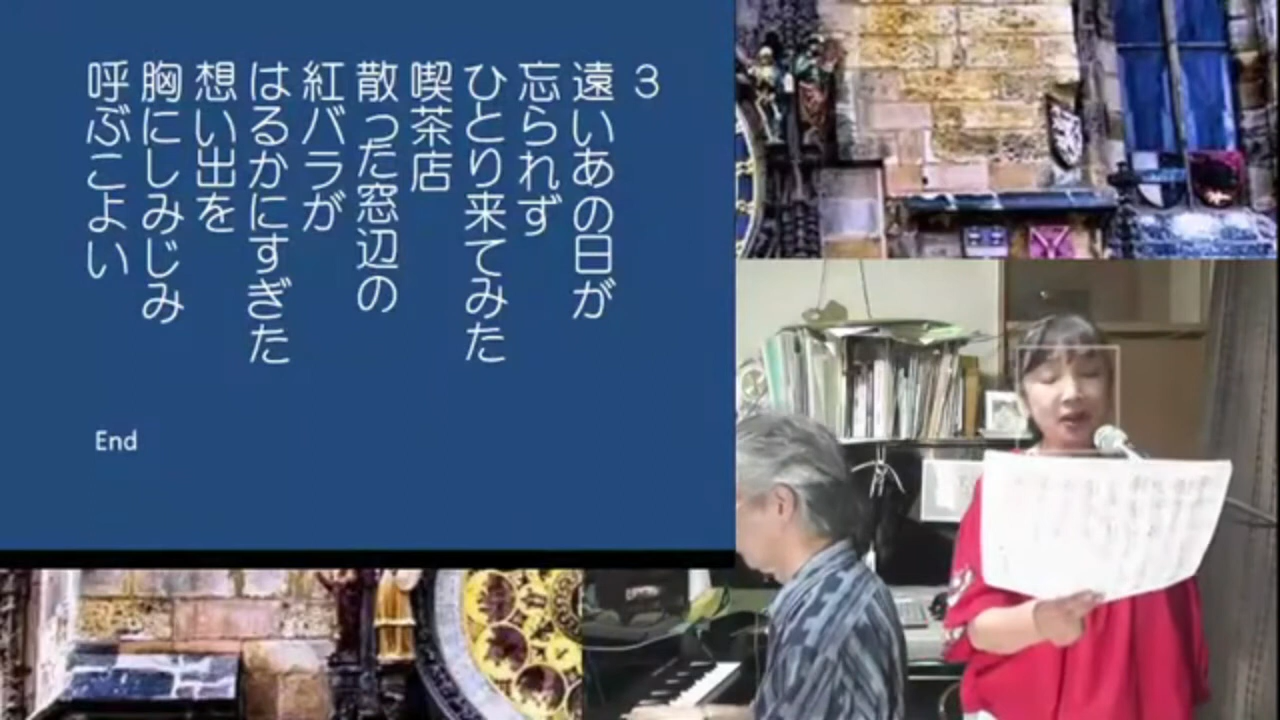 3
遠いあの日が
忘られず
ひとり来てみた
喫茶店
散った窓辺の
紅バラが
はるかにすぎた
想い出を
胸にしみじみ
呼ぶこよい
End